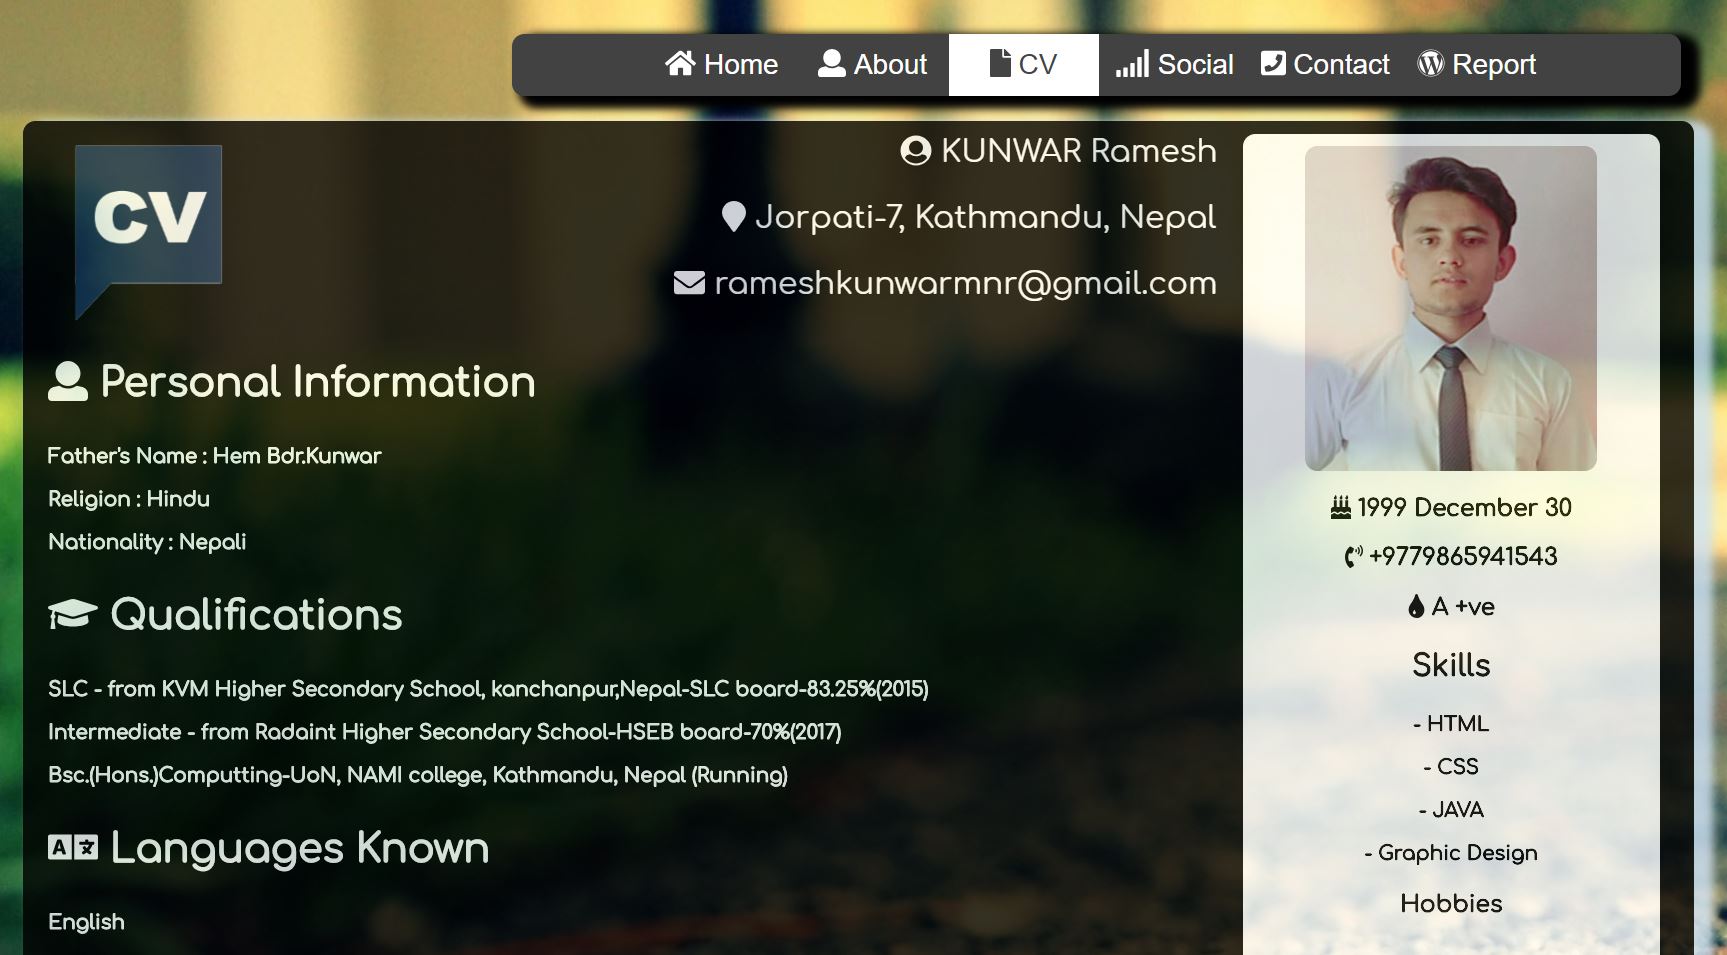 Home About CV Social Contact Report
CV
KUNWAR Ramesh
Jorpati-7, Kathmandu, Nepal
rameshkunwarmnr@gmail.com
Personal Information
Father's Name : Hem Bdr.Kunwar
Religion : Hindu
Nationality : Nepali
Qualifications
SLC - from KVM Higher Secondary School, kanchanpur,Nepal-SLC board-83.25%(2015)
Intermediate - from Radaint Higher Secondary School-HSEB board-70%(2017)
Bsc.(Hons.)Computting-UoN, NAMI college, Kathmandu, Nepal (Running)
Languages Known
English
1999 December 30
+9779865941543
A +ve
Skills
- HTML
- CSS
- JAVA
- Graphic Design
Hobbies